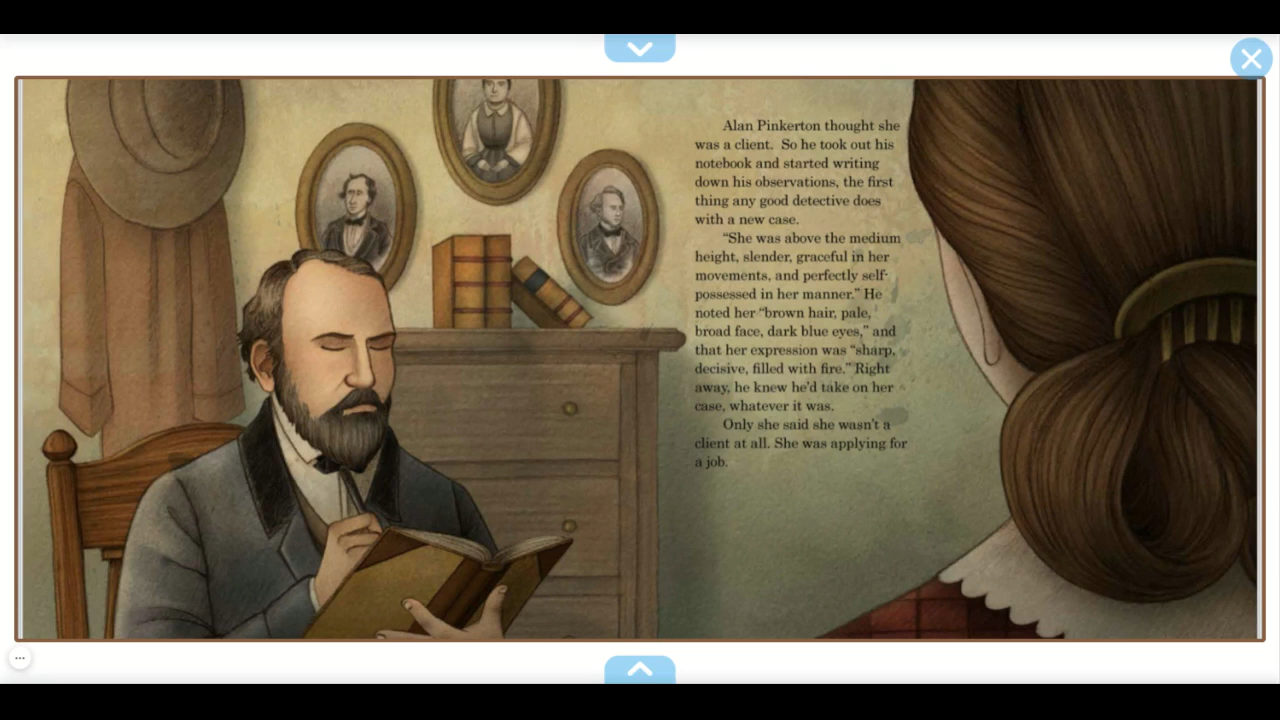 Alan Pinkerton thought she
was a client.  So he took out his
notebook and started writing
down his observations, the first
thing any good detective does
with a new case.
“She was above the medium
height, slender, graceful in her
movements, and perfectly self-
possessed in her manner.” He
noted her “brown hair, pale,
broad face, dark blue eyes,” and
that her expression was “sharp,
decisive, filled with fire.” Right
away, he knew he’d take on her
case, whatever it was.
Only she said she wasn’t a
client at all. She was applying for
a job.